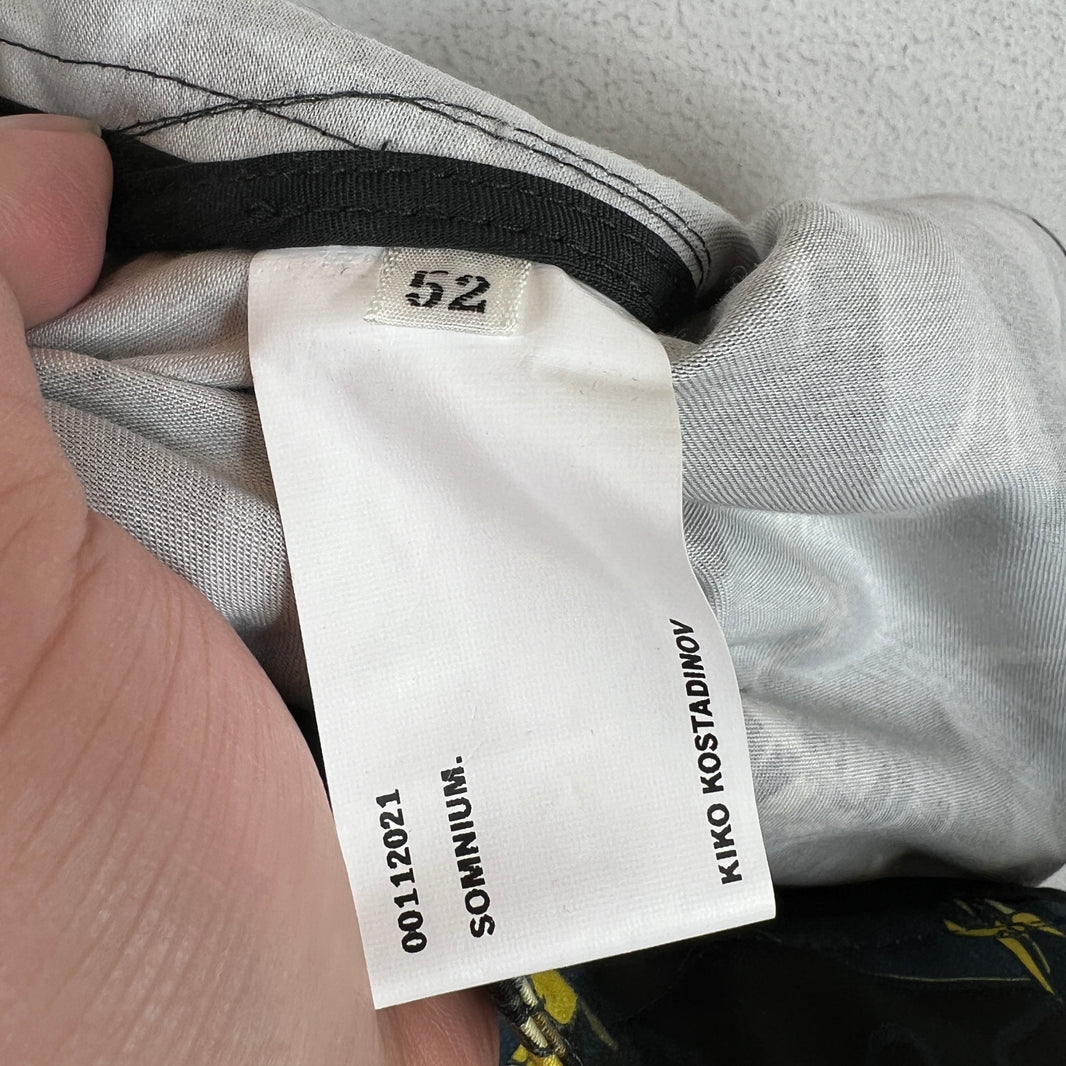 52
00112021
SOMNIUM.
KIKO KOSTADINOV